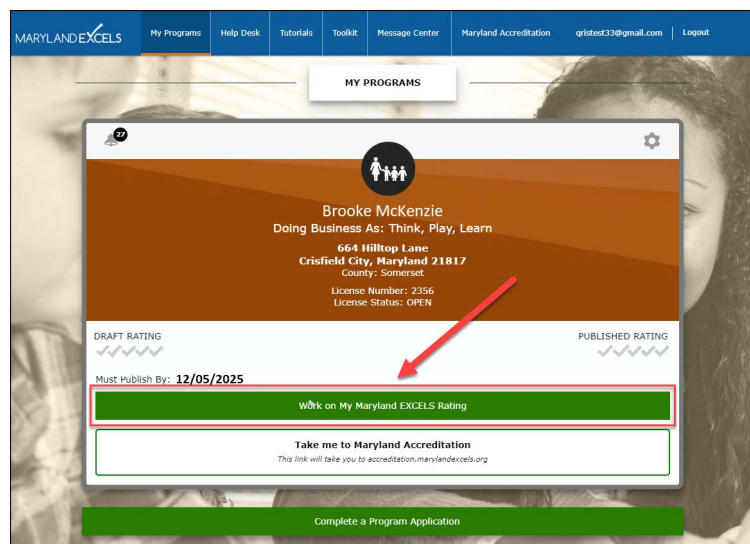 MARYLAND EXCELS
My Programs
Help Desk
Tutorials
Toolkit
Message Center
Maryland Accreditation
qristest33@gmail.com
Logout
MY PROGRAMS
27
Brooke McKenzie
Doing Business As: Think, Play, Learn
664 Hilltop Lane
Crisfield City, Maryland 21817
County: Somerset
License Number: 2356
License Status: OPEN
DRAFT RATING
PUBLISHED RATING
Must Publish By: 12/05/2025
Work on My Maryland EXCELS Rating
Take me to Maryland Accreditation
This link will take you to accreditation.marylandexcels.org
Complete a Program Application